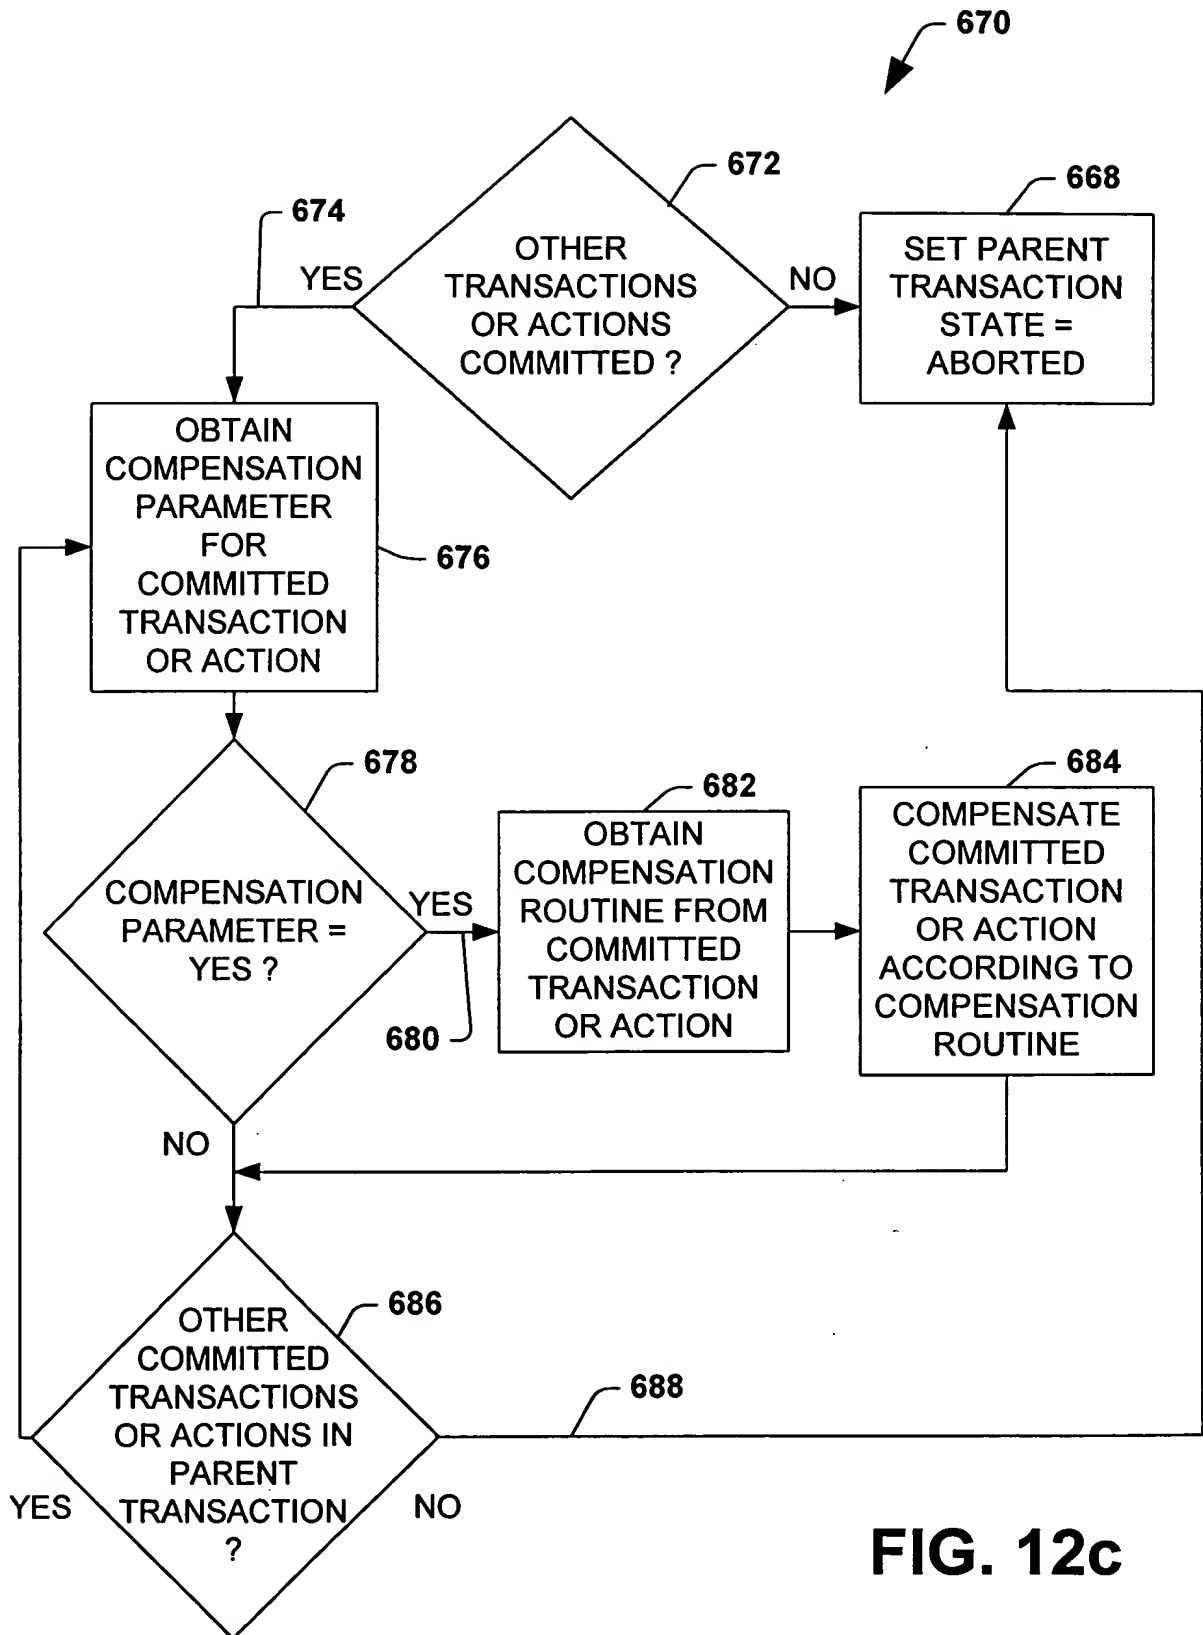 670
672
668
674
YES
OTHER
TRANSACTIONS
OR ACTIONS
COMMITTED ?
NO
SET PARENT
TRANSACTION
STATE =
ABORTED
OBTAIN
COMPENSATION
PARAMETER
FOR
COMMITTED
TRANSACTION
OR ACTION
676
678
COMPENSATION
PARAMETER =
YES ?
YES
680
682
OBTAIN
COMPENSATION
ROUTINE FROM
COMMITTED
TRANSACTION
OR ACTION
684
COMPENSATE
COMMITTED
TRANSACTION
OR ACTION
ACCORDING TO
COMPENSATION
ROUTINE
NO
686
OTHER
COMMITTED
TRANSACTIONS
OR ACTIONS IN
PARENT
TRANSACTION
?
688
YES
NO
FIG. 12c